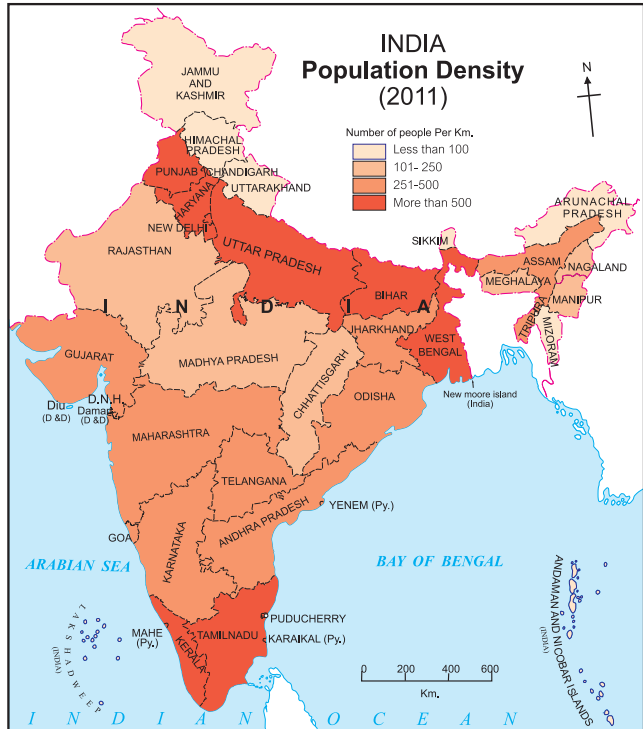 INDIA
Population Density
(2011)
N
Number of people Per Km.
Less than 100
101- 250
251-500
More than 500
JAMMU
AND
KASHMIR
HIMACHAL
PRADESH
PUNJAB
CHANDIGARH
UTTARAKHAND
HARYANA
NEW DELHI
RAJASTHAN
UTTAR PRADESH
SIKKIM
ARUNACHAL
PRADESH
ASSAM
NAGALAND
MEGHALAYA
MANIPUR
TRIPURA
MIZORAM
BIHAR
I N D I A
JHARKHAND
WEST
BENGAL
GUJARAT
MADHYA PRADESH
CHHATTISGARH
ODISHA
New moore island
(India)
Diu
(D & D)
D.N.H.
Daman
(D & D)
MAHARASHTRA
TELANGANA
ANDHRA PRADESH
YENEM (Py.)
GOA
KARNATAKA
ARABIAN SEA
BAY OF BENGAL
ANDAMAN AND NICOBAR ISLANDS
(INDIA)
LAKSHADWEEP
(INDIA)
MAHE
(Py.)
KERALA
TAMILNADU
PUDUCHERRY
KARAIKAL (Py.)
0 200 400 600
Km.
I N D I A N O C E A N